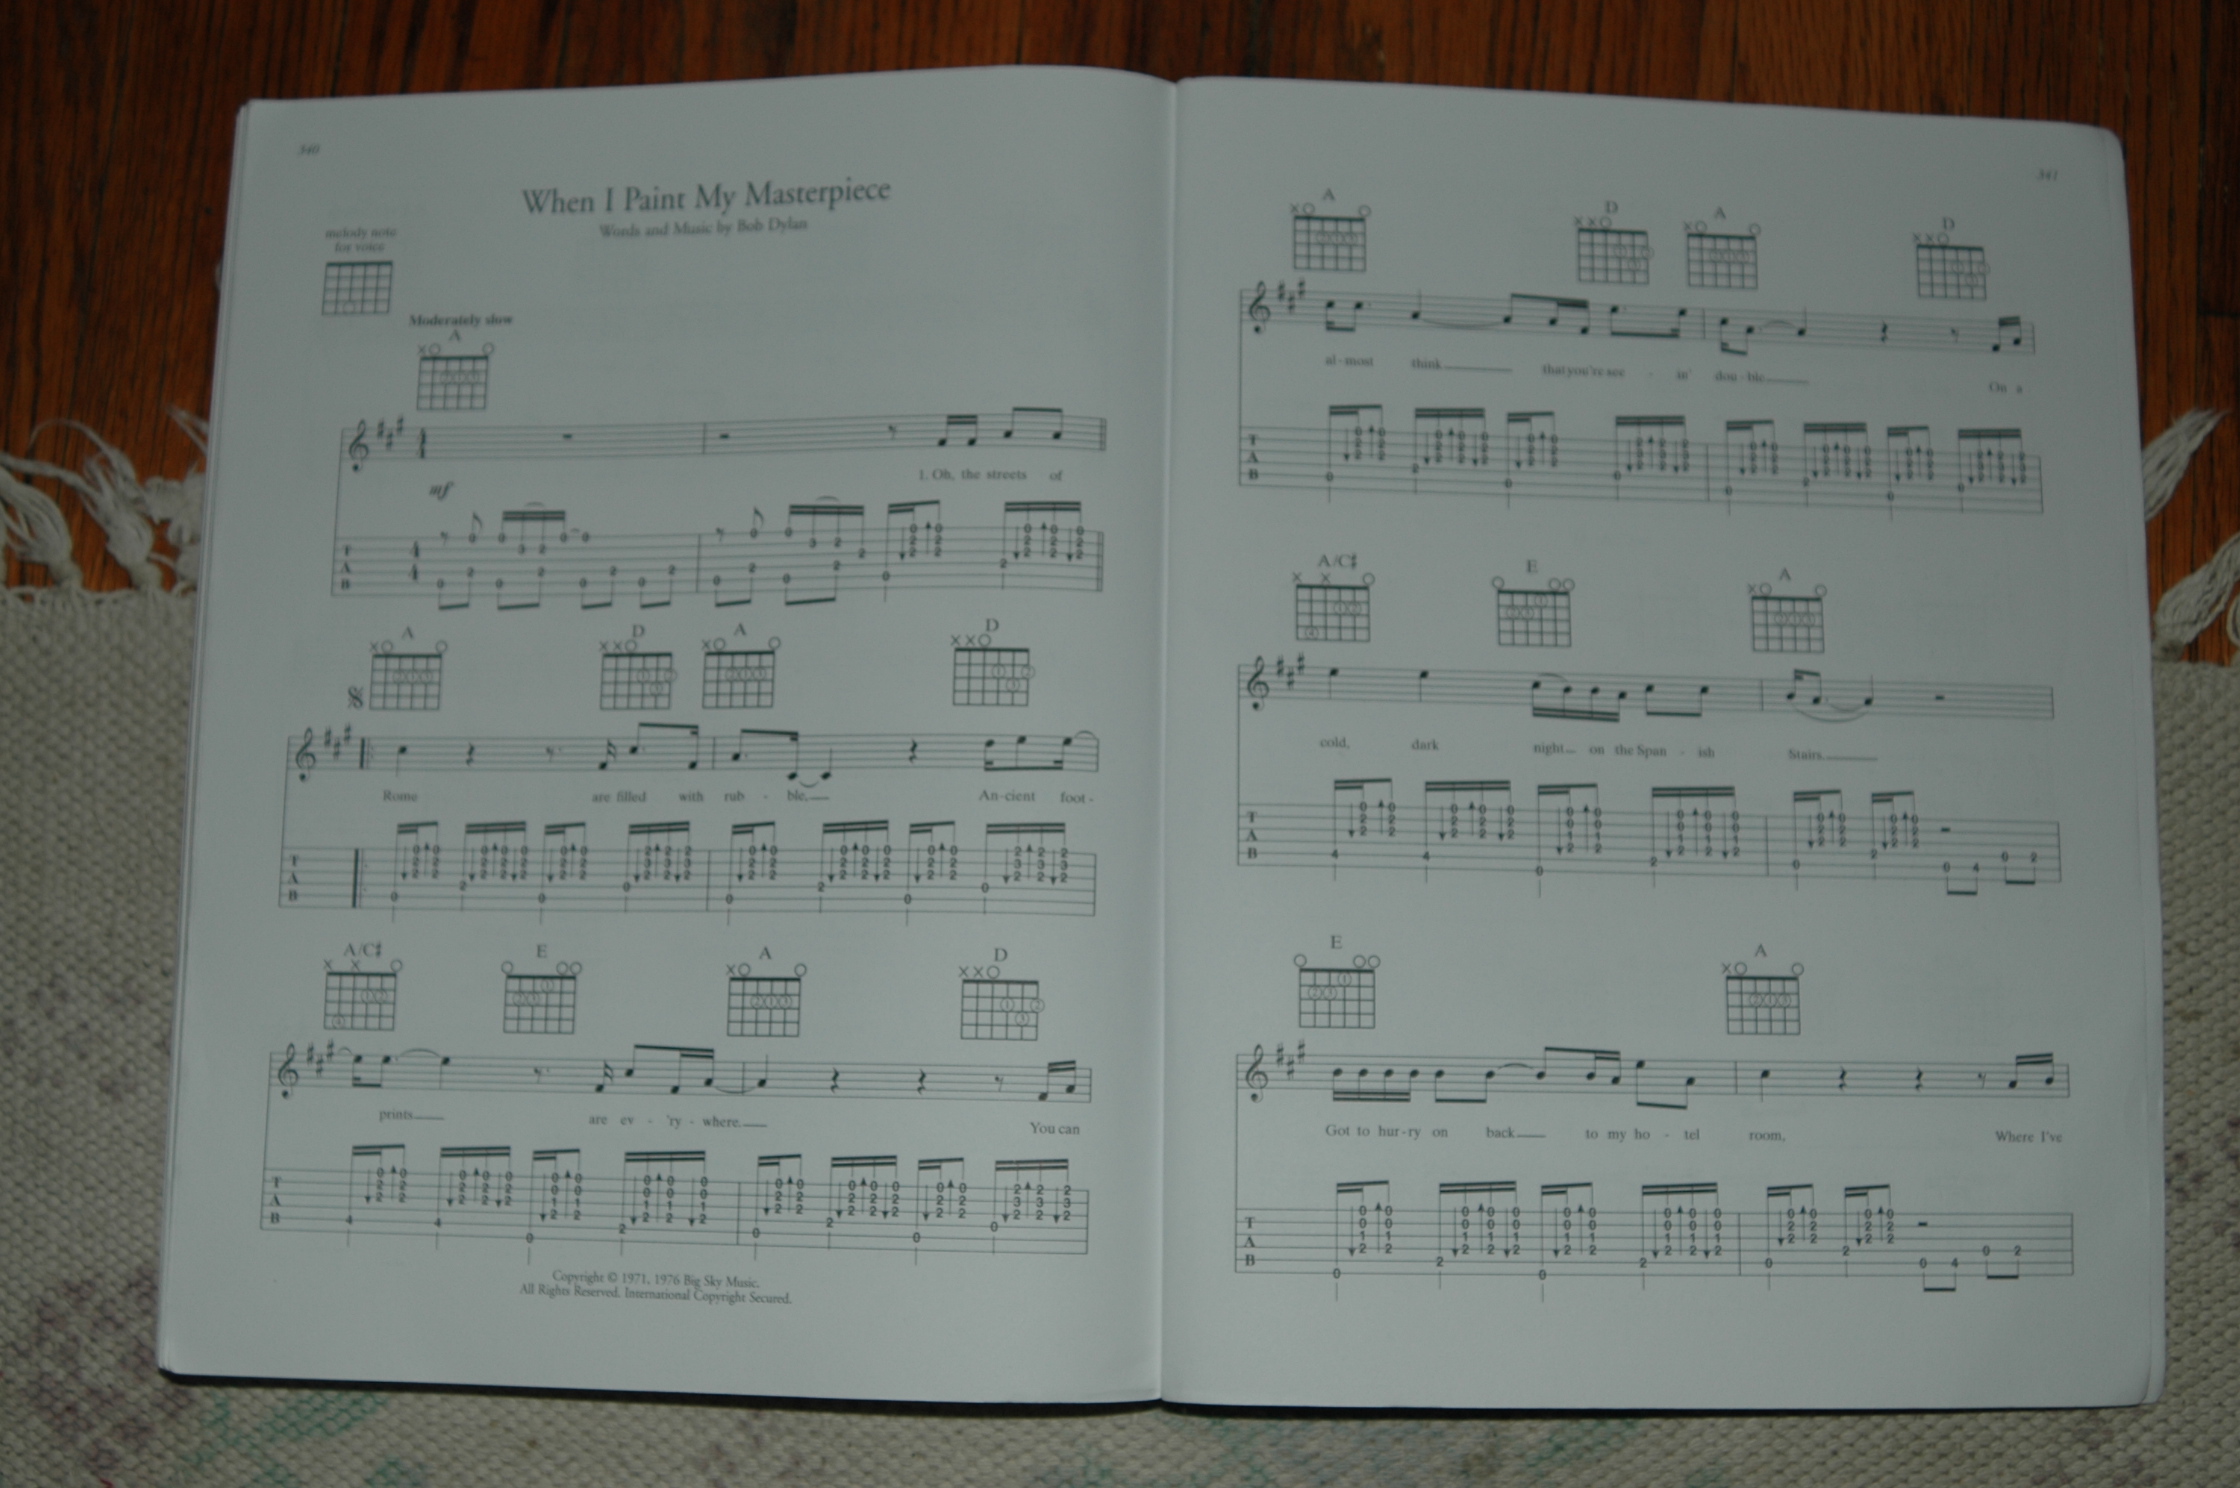 340
When I Paint My Masterpiece
Words and Music by Bob Dylan
melody note
for voice
Moderately slow
A
mf
1. Oh, the streets of
A D A D
Rome are filled with rub - ble. An - cient foot -
A/C♯ E A D
prints are ev - 'ry - where. You can
Copyright © 1971, 1976 Big Sky Music.
All Rights Reserved. International Copyright Secured.
341
A D A D
al - most think that you're see - in' dou - ble. On a
A/C♯ E A
cold, dark night on the Span - ish Stairs.
E A
Got to hur - ry on back to my ho - tel room, Where I've